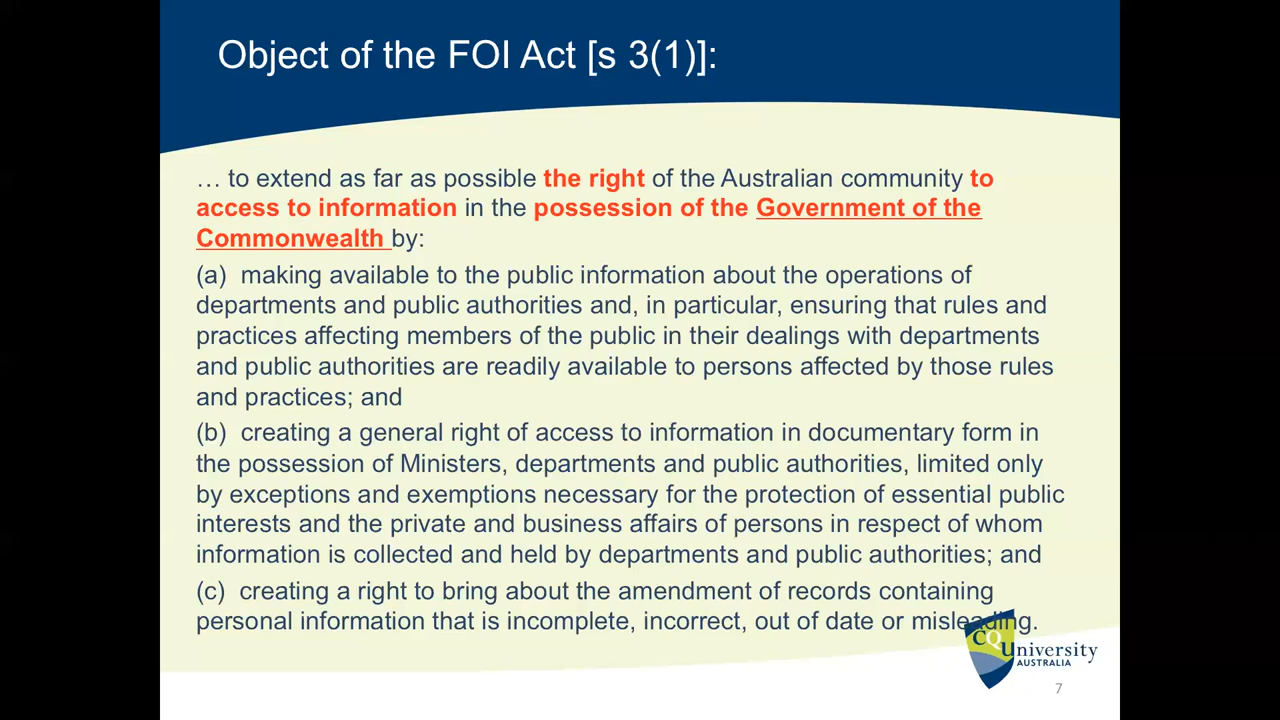 Object of the FOI Act [s 3(1)]:
… to extend as far as possible the right of the Australian community to
access to information in the possession of the Government of the
Commonwealth by:
(a) making available to the public information about the operations of
departments and public authorities and, in particular, ensuring that rules and
practices affecting members of the public in their dealings with departments
and public authorities are readily available to persons affected by those rules
and practices; and
(b) creating a general right of access to information in documentary form in
the possession of Ministers, departments and public authorities, limited only
by exceptions and exemptions necessary for the protection of essential public
interests and the private and business affairs of persons in respect of whom
information is collected and held by departments and public authorities; and
(c) creating a right to bring about the amendment of records containing
personal information that is incomplete, incorrect, out of date or misleading.
CQUniversity
AUSTRALIA
7